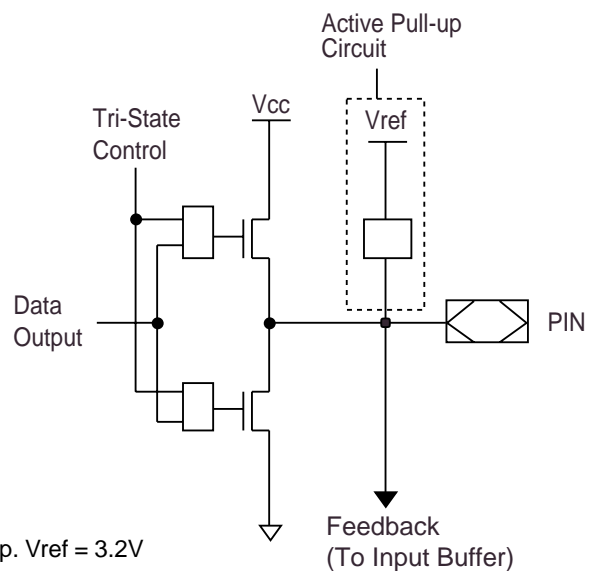 Active Pull-up
Circuit
Vcc
Vref
Tri-State
Control
Data
Output
PIN
p. Vref = 3.2V
Feedback
(To Input Buffer)